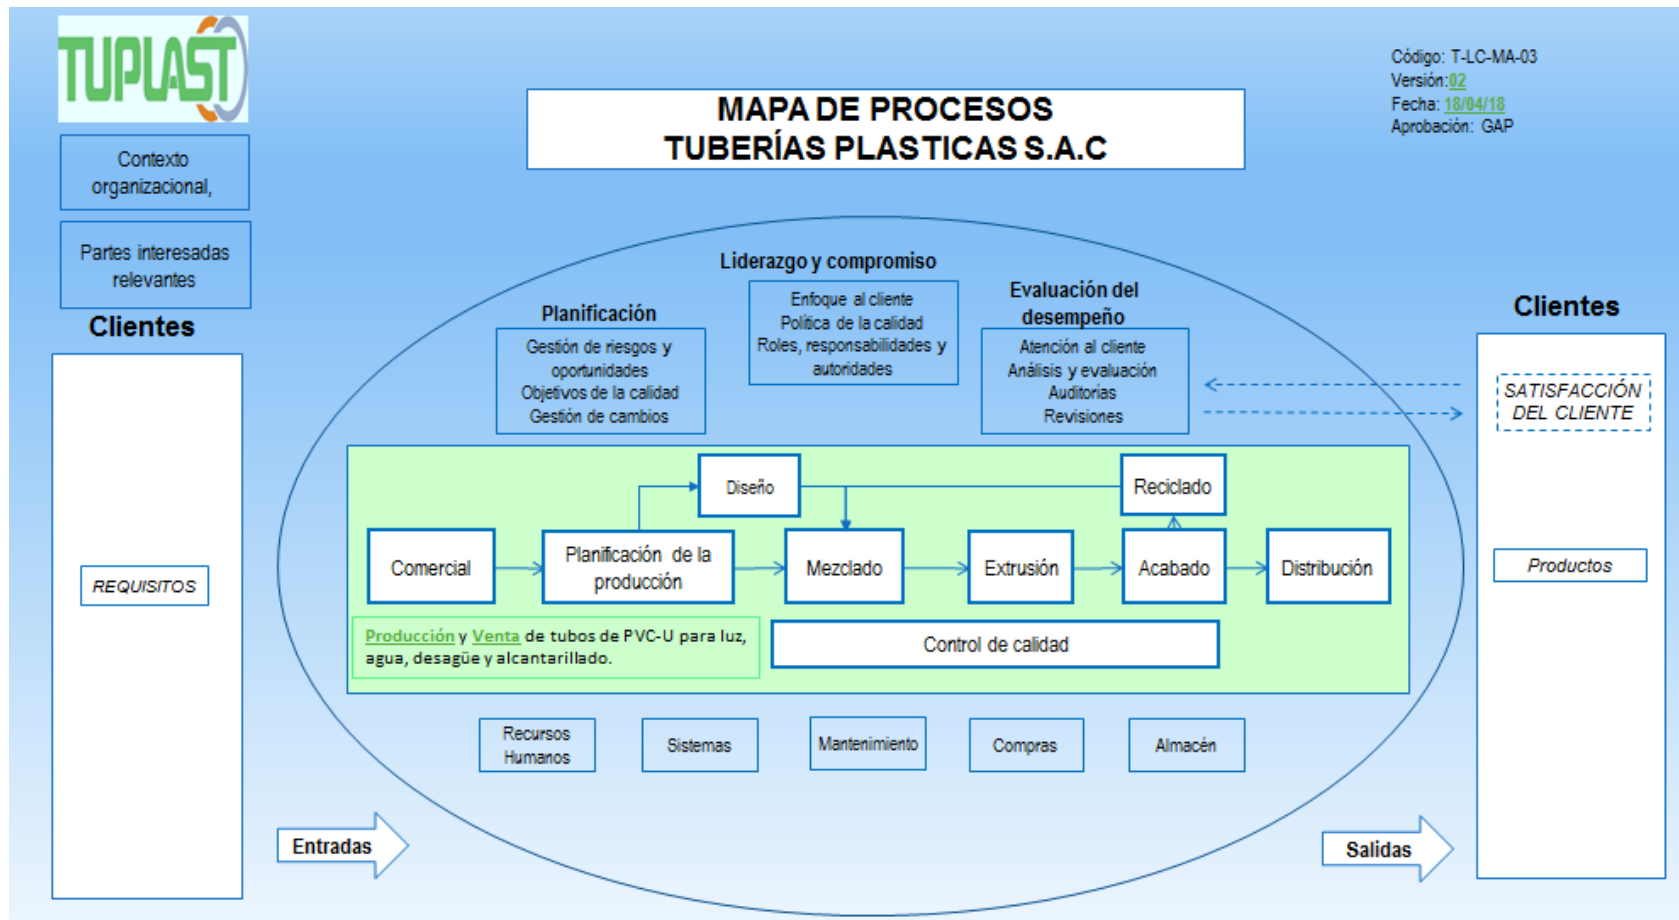 TUPLAST
Código: T-LC-MA-03
Versión:02
Fecha: 18/04/18
Aprobación: GAP
MAPA DE PROCESOS
TUBERÍAS PLASTICAS S.A.C
Contexto
organizacional,
Partes interesadas
relevantes
Clientes
REQUISITOS
Liderazgo y compromiso
Enfoque al cliente
Política de la calidad
Roles, responsabilidades y
autoridades
Planificación
Gestión de riesgos y
oportunidades
Objetivos de la calidad
Gestión de cambios
Evaluación del
desempeño
Atención al cliente
Análisis y evaluación
Auditorías
Revisiones
Clientes
SATISFACCIÓN
DEL CLIENTE
Productos
Diseño
Reciclado
Comercial
Planificación de la
producción
Mezclado
Extrusión
Acabado
Distribución
Producción y Venta de tubos de PVC-U para luz,
agua, desagüe y alcantarillado.
Control de calidad
Recursos
Humanos
Sistemas
Mantenimiento
Compras
Almacén
Entradas
Salidas